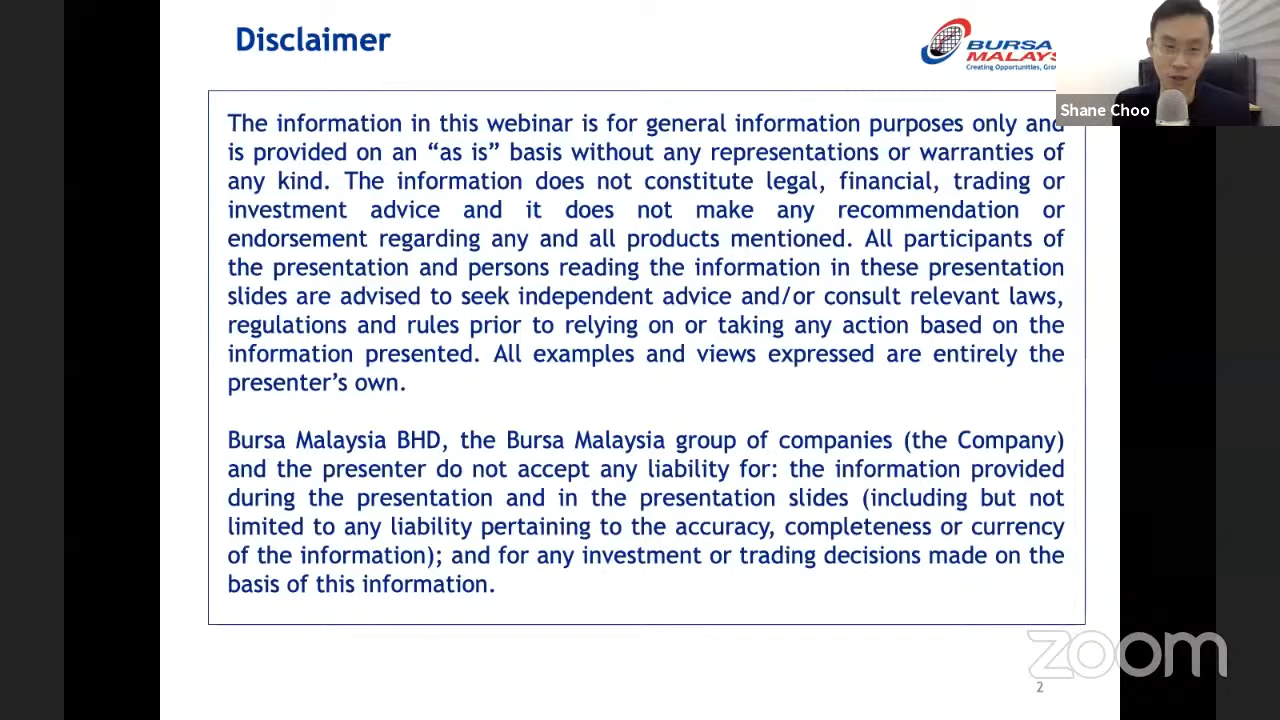 Disclaimer
BURSA
MALAYS
Creating Opportunities, Gro
Shane Choo
The information in this webinar is for general information purposes only and
is provided on an “as is” basis without any representations or warranties of
any kind. The information does not constitute legal, financial, trading or
investment advice and it does not make any recommendation or
endorsement regarding any and all products mentioned. All participants of
the presentation and persons reading the information in these presentation
slides are advised to seek independent advice and/or consult relevant laws,
regulations and rules prior to relying on or taking any action based on the
information presented. All examples and views expressed are entirely the
presenter’s own.
Bursa Malaysia BHD, the Bursa Malaysia group of companies (the Company)
and the presenter do not accept any liability for: the information provided
during the presentation and in the presentation slides (including but not
limited to any liability pertaining to the accuracy, completeness or currency
of the information); and for any investment or trading decisions made on the
basis of this information.
zoom
2